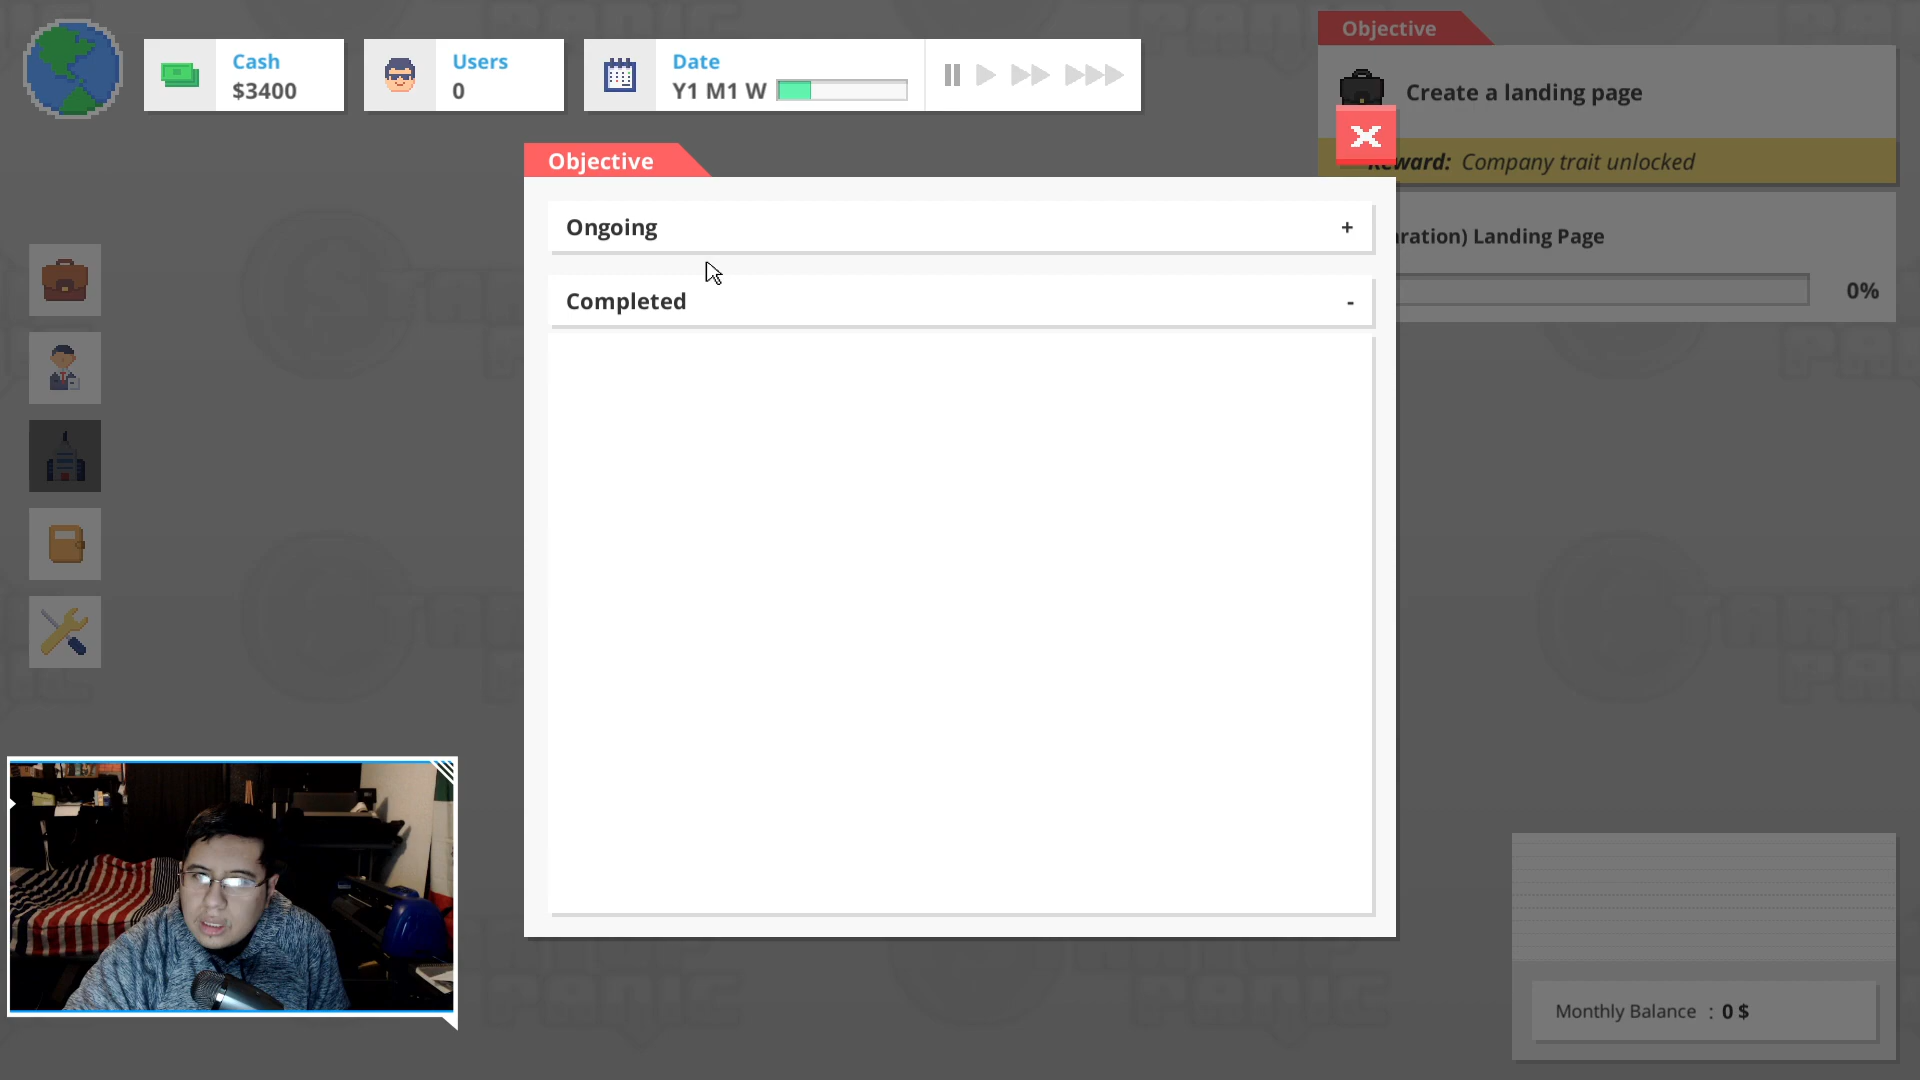 Cash
$3400
Users
0
Date
Y1 M1 W
Objective
Create a landing page
Reward: Company trait unlocked
Objective
Ongoing +
Completed -
ration) Landing Page
0%
Monthly Balance : 0 $